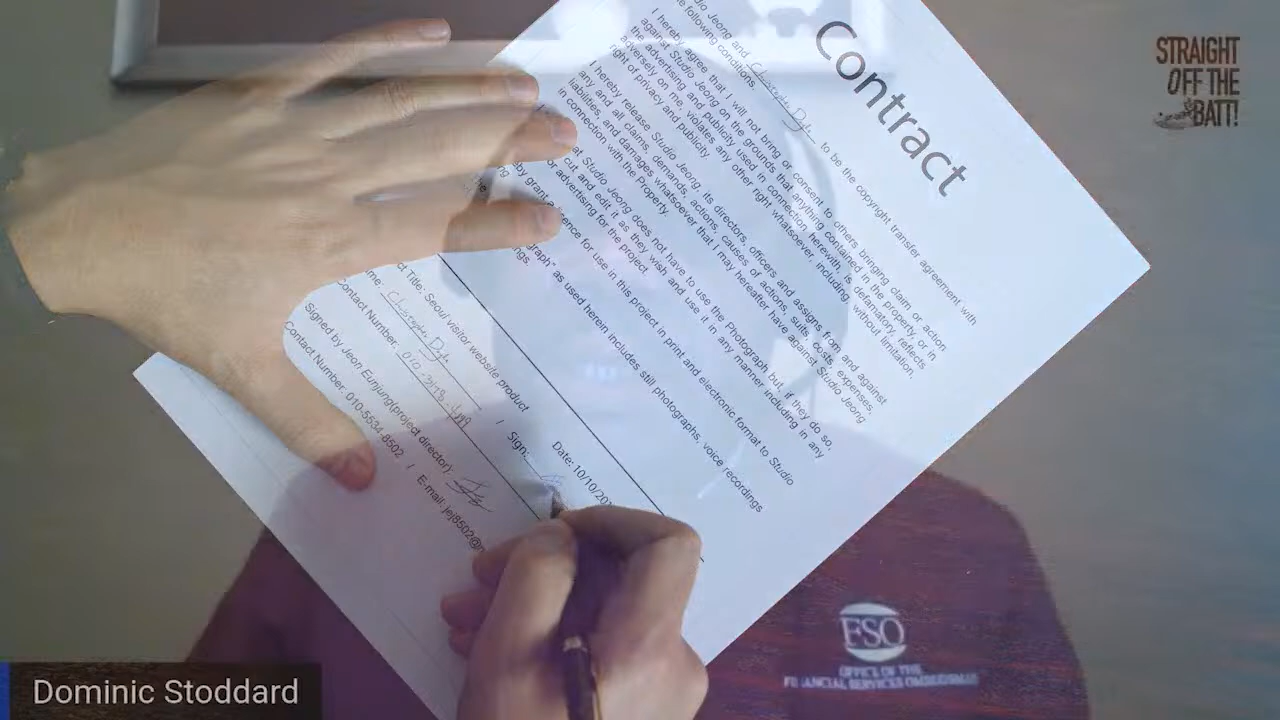 Contract
to be the copyright transfer agreement with
Studio Jeong and Christopher Dyle
the following conditions.
I hereby agree that I will not bring or consent to others bringing claim or action
against Studio Jeong on the grounds that anything contained in the property, or in
the advertising and publicity used in connection herewith, is defamatory, reflects
adversely on me, violates any other right whatsoever, including, without limitation,
right of privacy and publicity
I hereby release Studio Jeong, its directors, officers and assigns from and against
any and all claims, demands, actions, causes of actions, suits, costs, expenses,
liabilities, and damages whatsoever that I may hereafter have against Studio Jeong
in connection with the Property.
at Studio Jeong does not have to use the Photograph but, if they do so,
cut and edit it as they wish and use it in any manner including in any
or advertising for the project
for use in this project in print and electronic format to Studio
as used herein includes still photographs, voice recordings
Date: 10/10/20
Title: Seoul visitor website product / Sign:
Contact Number:
Signed by Jeon Eunjung(project director):
Contact Number: 010-5534-8502 / E-mail: jej8502@
STRAIGHT
OFF THE
BATT!
FSO
OFFICE OF THE
FINANCIAL SERVICES OMBUDSMAN
Dominic Stoddard